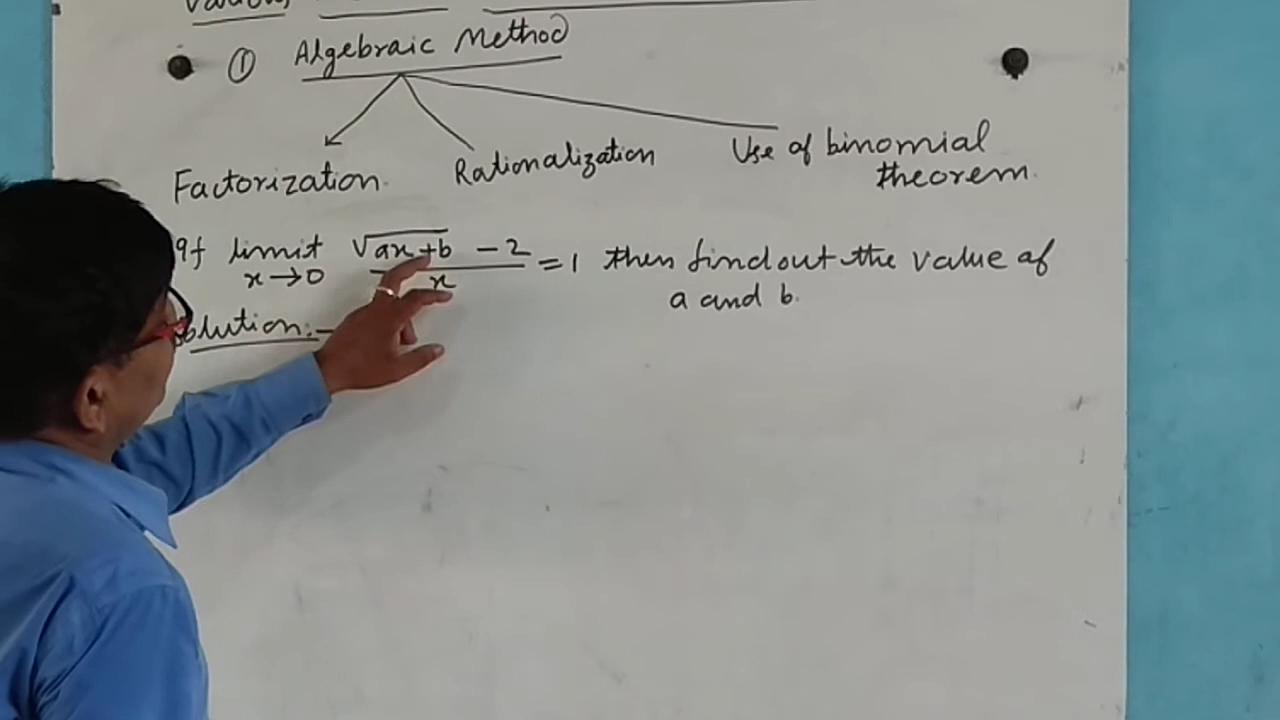 ① Algebraic Method
Factorization
Rationalization
Use of binomial
theorem.
If limit x→0 √(ax+b) - 2 / x = 1 then find out the value of
a and b.
Solution:-